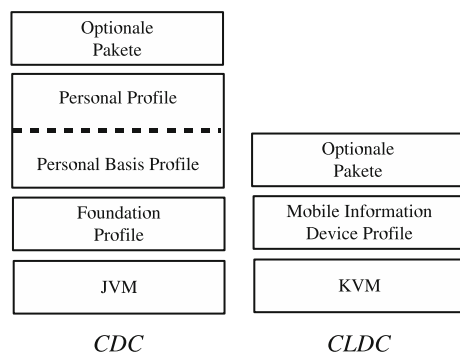 Optionale
Pakete
Personal Profile
Personal Basis Profile
Foundation
Profile
JVM
CDC
Optionale
Pakete
Mobile Information
Device Profile
KVM
CLDC